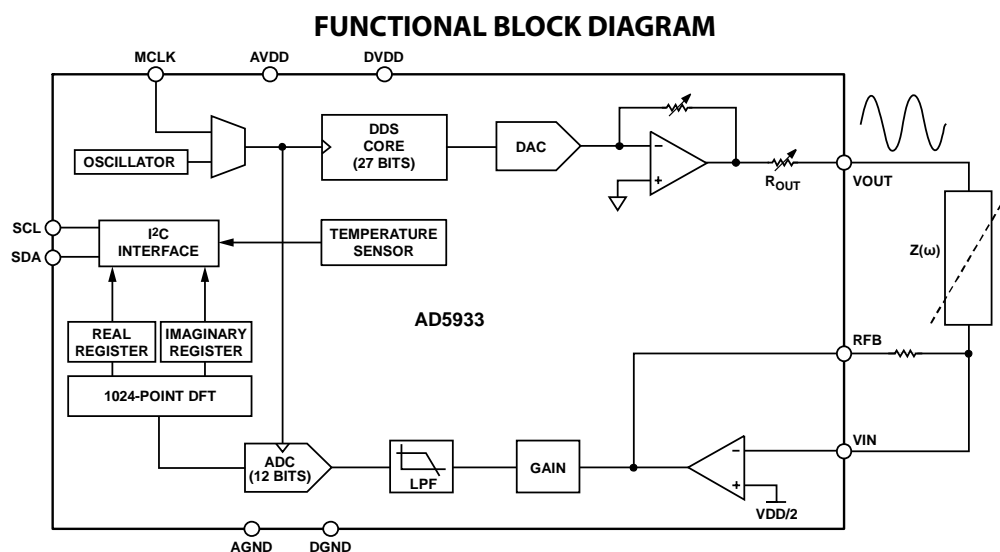 FUNCTIONAL BLOCK DIAGRAM
MCLK
AVDD
DVDD
OSCILLATOR
DDS
CORE
(27 BITS)
DAC
−
+
ROUT
VOUT
SCL
SDA
I2C
INTERFACE
TEMPERATURE
SENSOR
Z(ω)
AD5933
REAL
REGISTER
IMAGINARY
REGISTER
1024-POINT DFT
RFB
VIN
ADC
(12 BITS)
LPF
GAIN
−
+
VDD/2
AGND
DGND